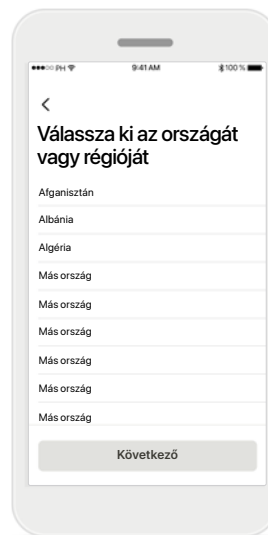 PH 9:41 AM 100 %
Válassza ki az országát
vagy régióját
Afganisztán
Albánia
Algéria
Más ország
Más ország
Más ország
Más ország
Más ország
Más ország
Következő